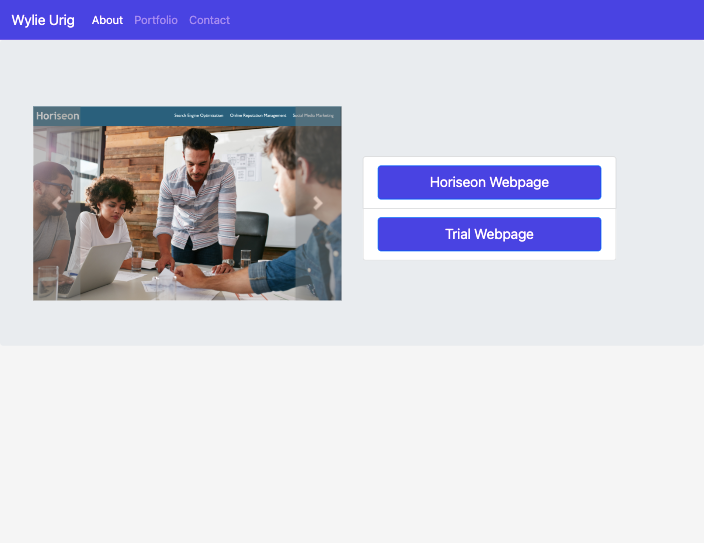 Wylie Urig About Portfolio Contact
Horiseon Search Engine Optimization Online Reputation Management Social Media Marketing
Horiseon Webpage
Trial Webpage